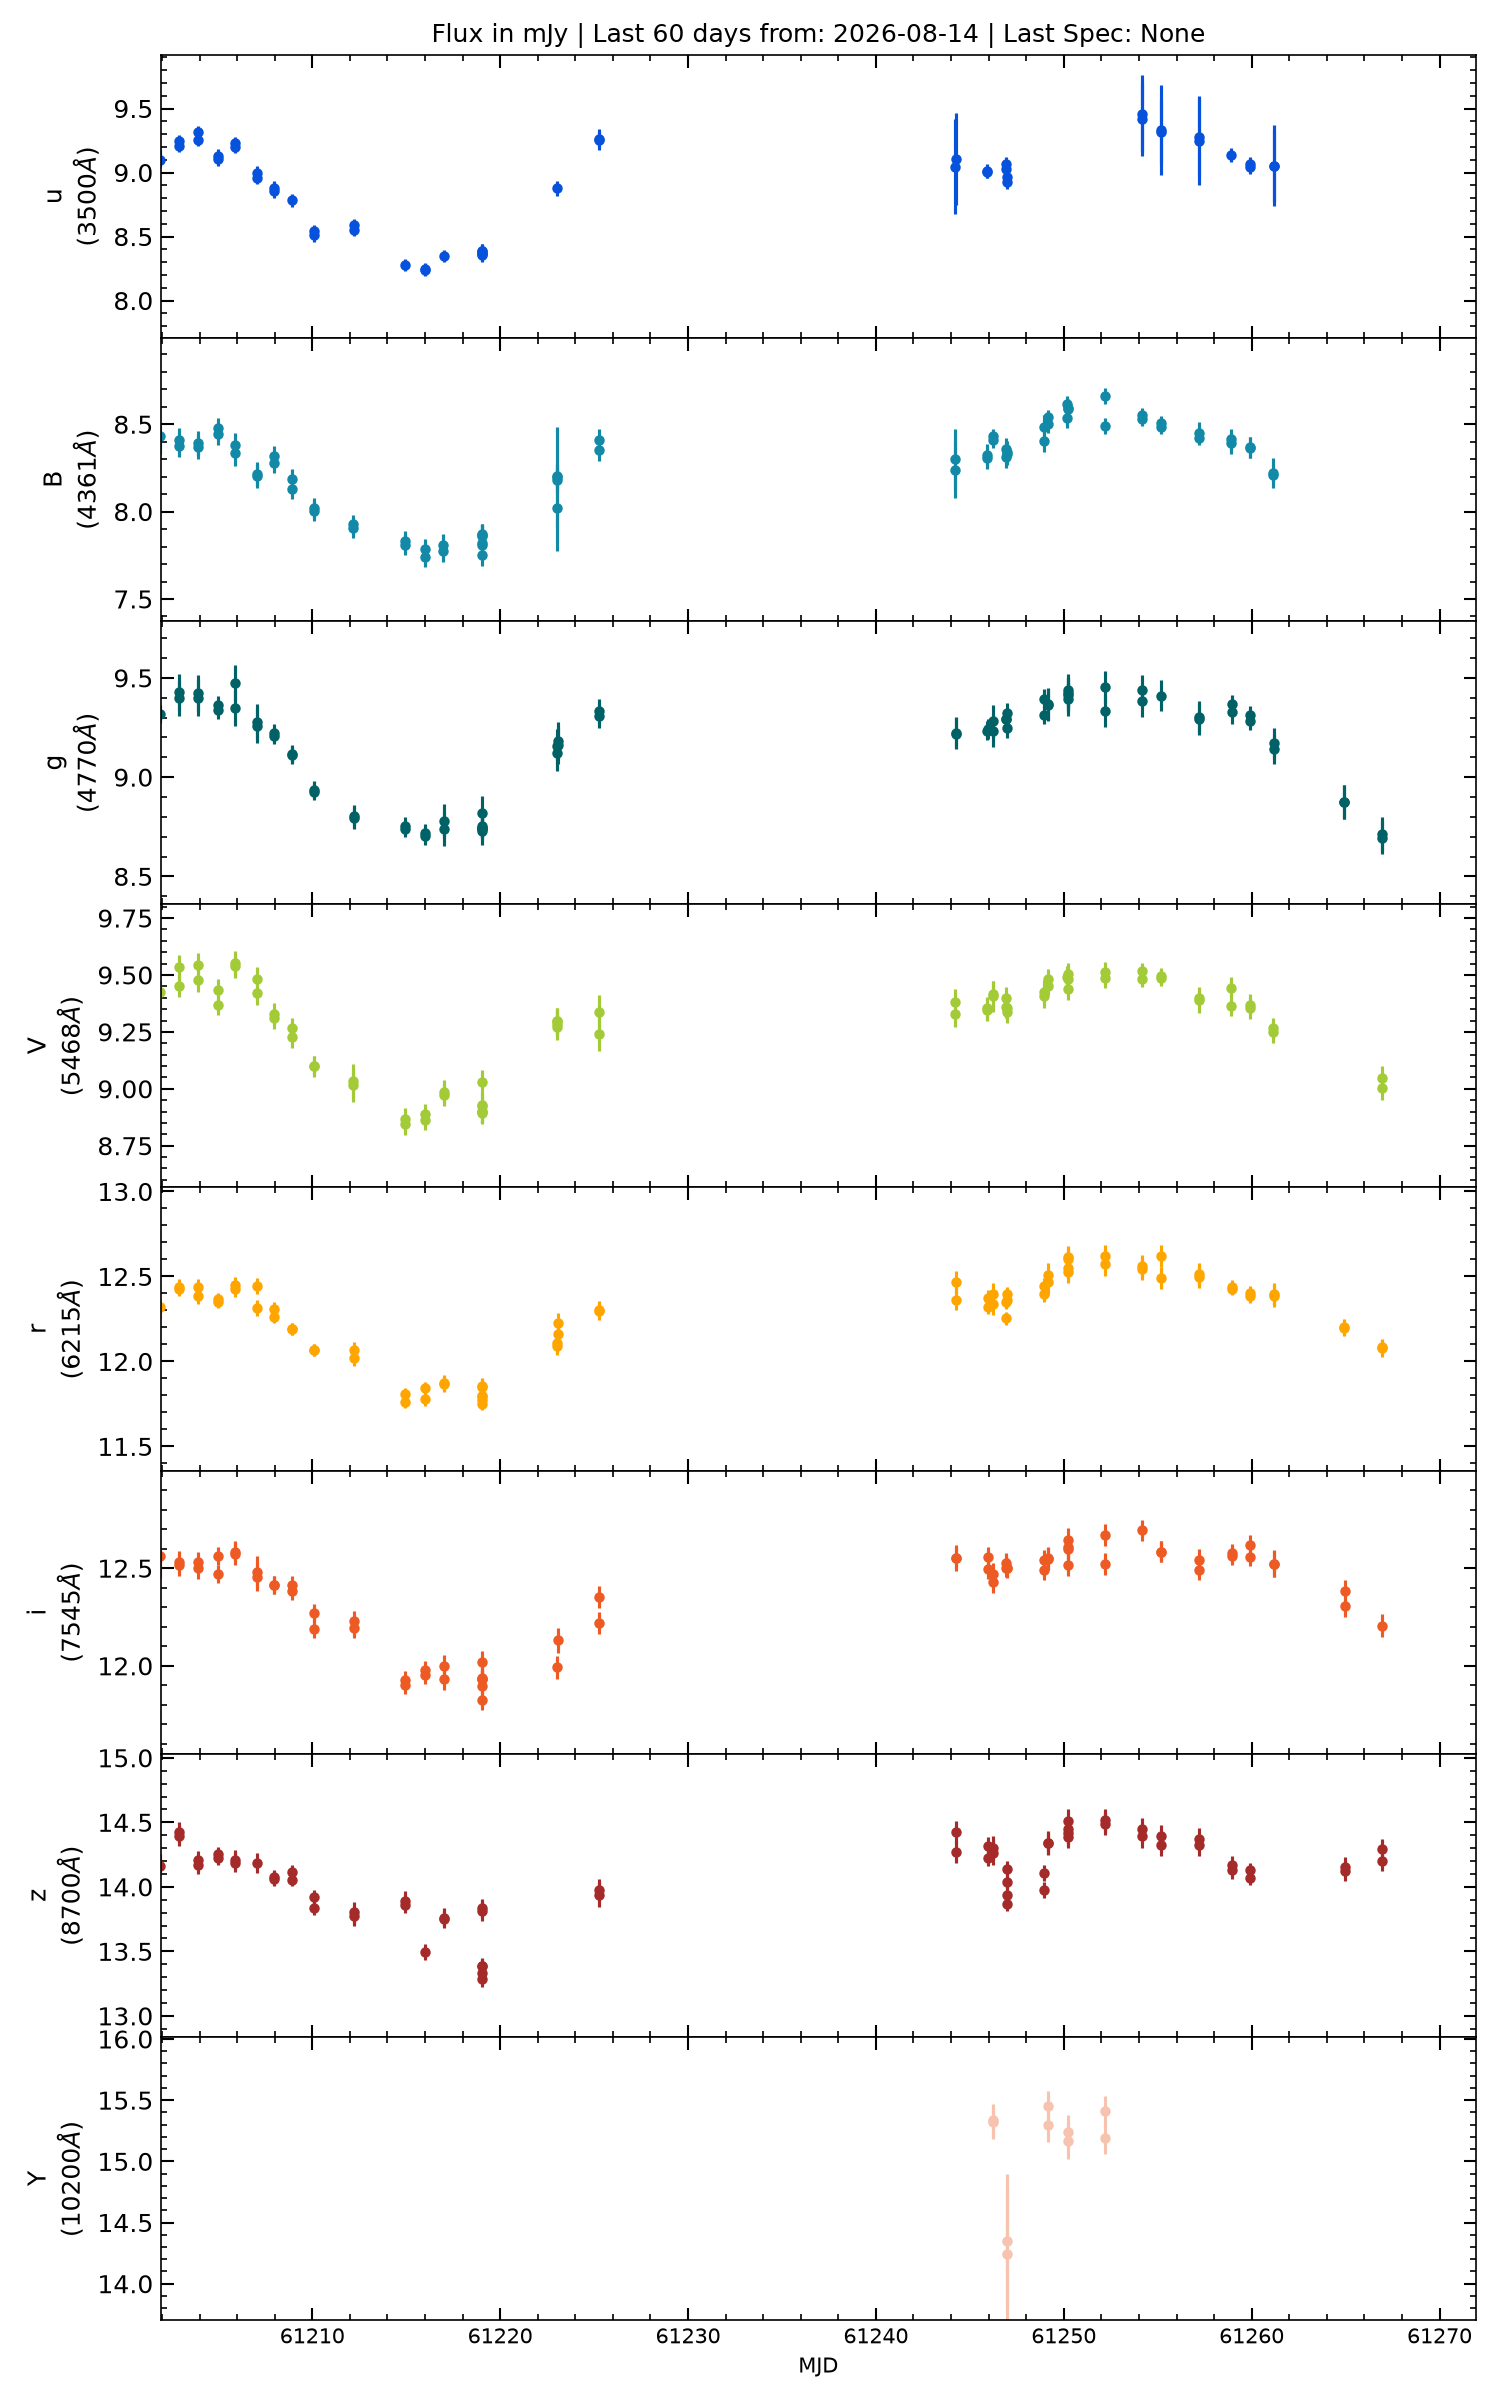 Flux in mJy | Last 60 days from: 2026-08-14 | Last Spec: None
u
(3500Å)
9.5
9.0
8.5
8.0
B
(4361Å)
8.5
8.0
7.5
g
(4770Å)
9.5
9.0
8.5
V
(5468Å)
9.75
9.50
9.25
9.00
8.75
r
(6215Å)
13.0
12.5
12.0
11.5
i
(7545Å)
12.5
12.0
z
(8700Å)
15.0
14.5
14.0
13.5
13.0
Y
(10200Å)
16.0
15.5
15.0
14.5
14.0
61210 61220 61230 61240 61250 61260 61270
MJD